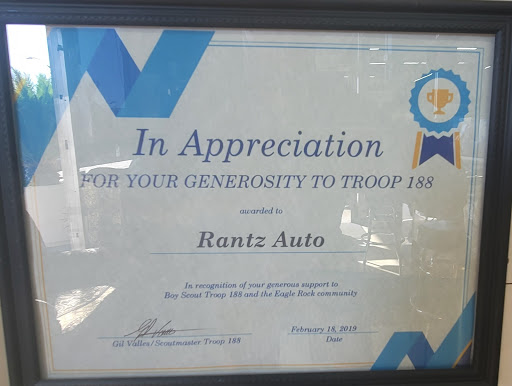 In Appreciation
FOR YOUR GENEROSITY TO TROOP 188
awarded to
Rantz Auto
In recognition of your generous support to
Boy Scout Troop 188 and the Eagle Rock community
February 18, 2019
Gil Valles/Scoutmaster Troop 188
Date